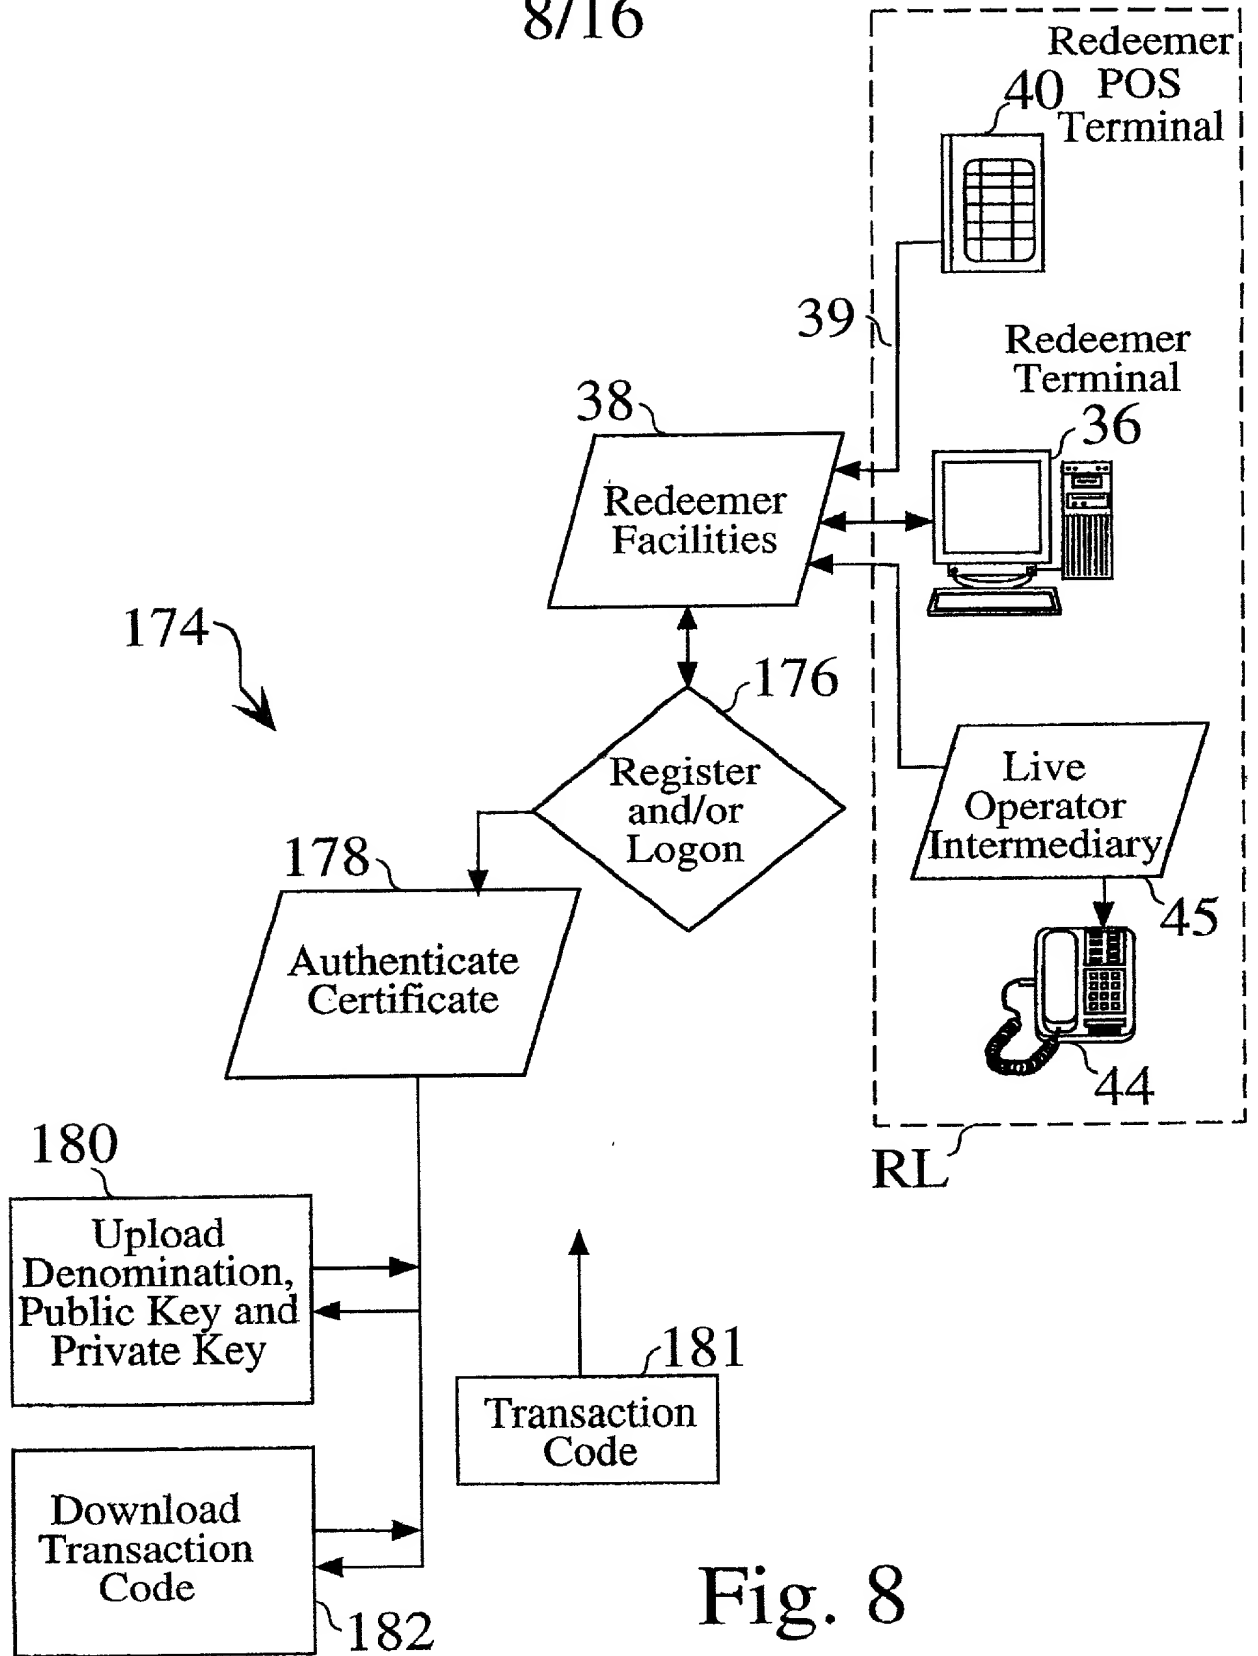 8/16
Redeemer
POS
Terminal
40
39
Redeemer
Terminal
36
38
Redeemer
Facilities
174
176
Register
and/or
Logon
Live
Operator
Intermediary
45
178
Authenticate
Certificate
44
RL
180
Upload
Denomination,
Public Key and
Private Key
181
Transaction
Code
Download
Transaction
Code
182
Fig. 8